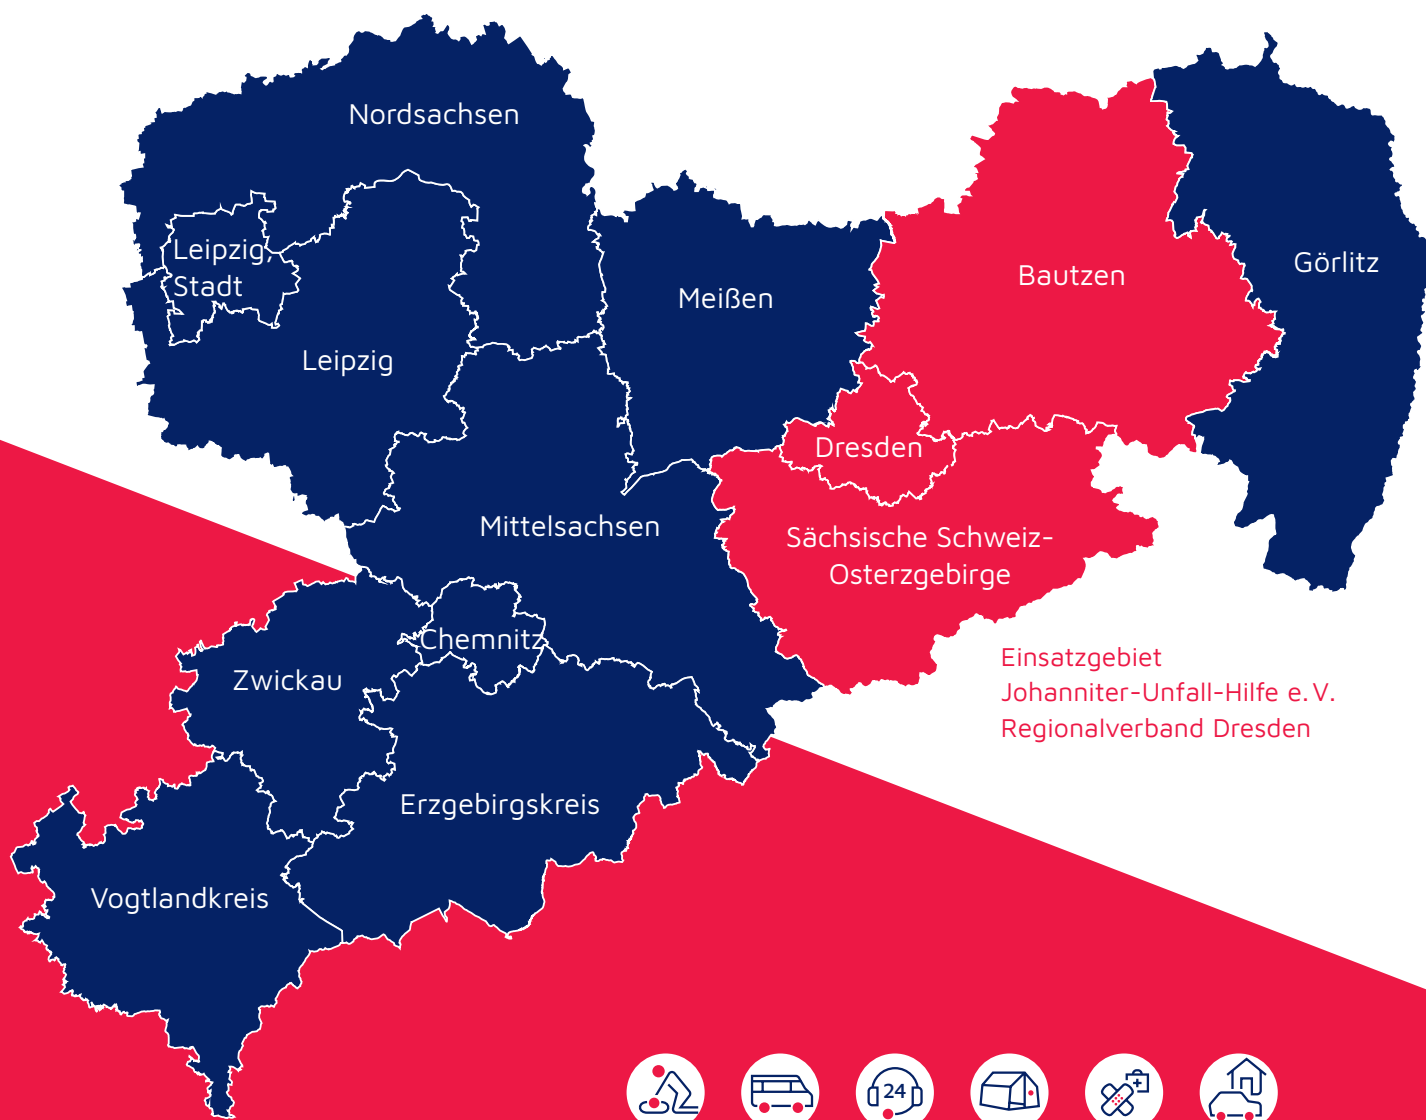 Nordsachsen
Leipzig,
Stadt
Leipzig
Meißen
Bautzen
Görlitz
Dresden
Mittelsachsen
Sächsische Schweiz-
Osterzgebirge
Chemnitz
Zwickau
Einsatzgebiet
Johanniter-Unfall-Hilfe e. V.
Regionalverband Dresden
Erzgebirgskreis
Vogtlandkreis
24